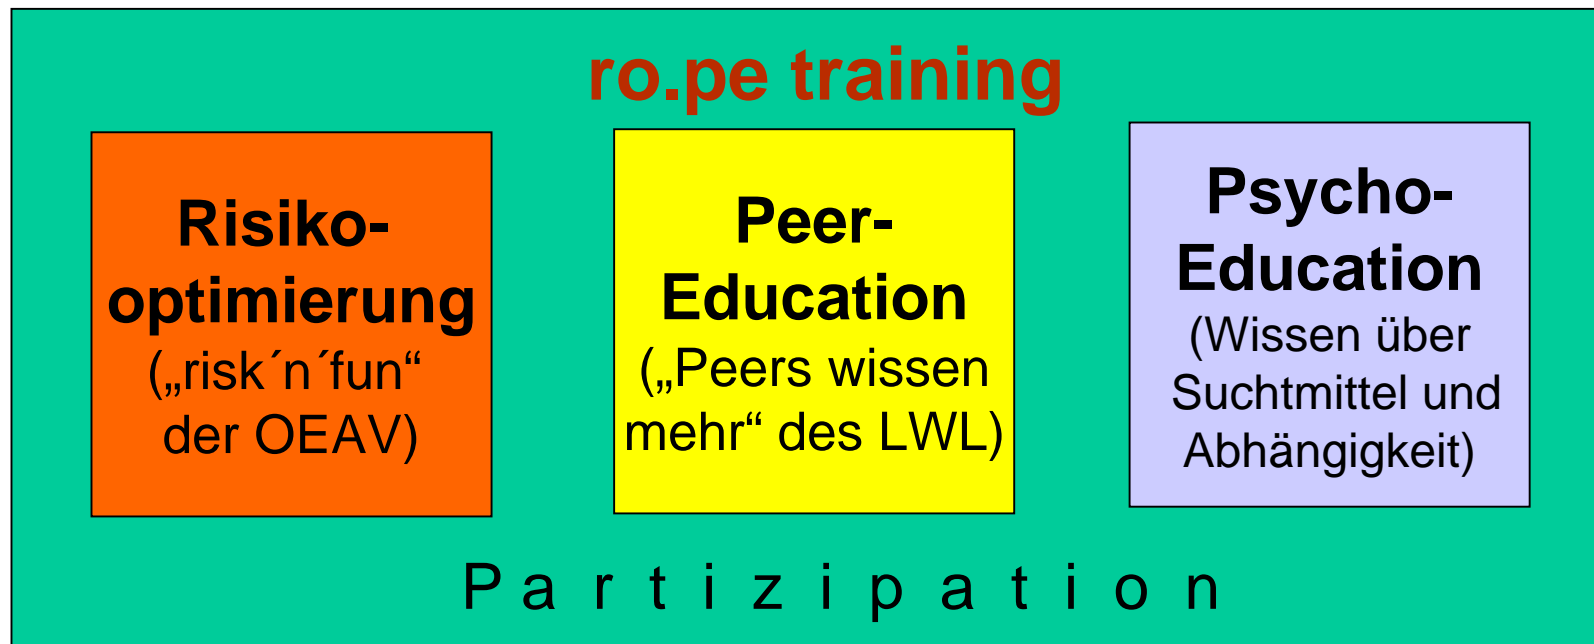 ro.pe training
Risiko-
optimierung
(„risk´n´fun“
der OEAV)
Peer-
Education
(„Peers wissen
mehr“ des LWL)
Psycho-
Education
(Wissen über
Suchtmittel und
Abhängigkeit)
P a r t i z i p a t i o n